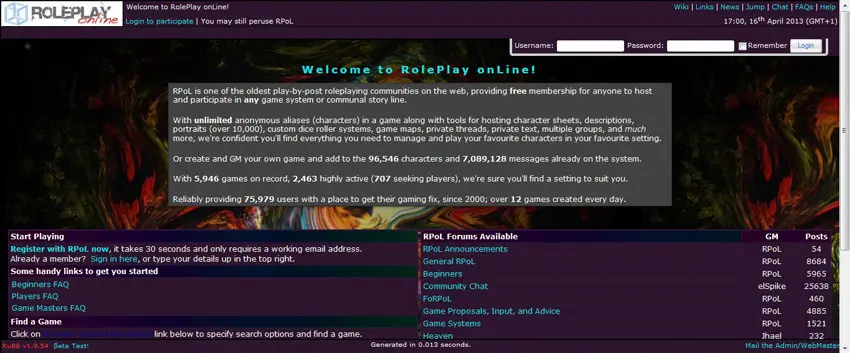 ROLEPLAY
online
Welcome to RolePlay onLine!
Login to participate | You may still peruse RPoL
Wiki | Links | News | Jump | Chat | FAQs | Help
17:00, 16th April 2013 (GMT+1)
Username: Password: Remember Login
Welcome to RolePlay onLine!
RPoL is one of the oldest play-by-post roleplaying communities on the web, providing free membership for anyone to host
and participate in any game system or communal story line.
With unlimited anonymous aliases (characters) in a game along with tools for hosting character sheets, descriptions,
portraits (over 10,000), custom dice roller systems, game maps, private threads, private text, multiple groups, and much
more, we're confident you'll find everything you need to manage and play your favourite characters in your favourite setting.
Or create and GM your own game and add to the 96,546 characters and 7,089,128 messages already on the system.
With 5,946 games on record, 2,463 highly active (707 seeking players), we're sure you'll find a setting to suit you.
Reliably providing 75,979 users with a place to get their gaming fix, since 2000; over 12 games created every day.
Start Playing
Register with RPoL now, it takes 30 seconds and only requires a working email address.
Already a member? Sign in here, or type your details up in the top right.
Some handy links to get you started
Beginners FAQ
Players FAQ
Game Masters FAQ
Find a Game
Click on link below to specify search options and find a game.
RPoL Forums Available GM Posts
RPoL Announcements RPoL 54
General RPoL RPoL 8684
Beginners RPoL 5965
Community Chat elSpike 25638
FoRPoL RPoL 460
Game Proposals, Input, and Advice RPoL 4885
Game Systems RPoL 1521
Heaven Jhael 232
RuBB v1.9.54 βeta Test!
Generated in 0.013 seconds.
Mail the Admin/WebMaster